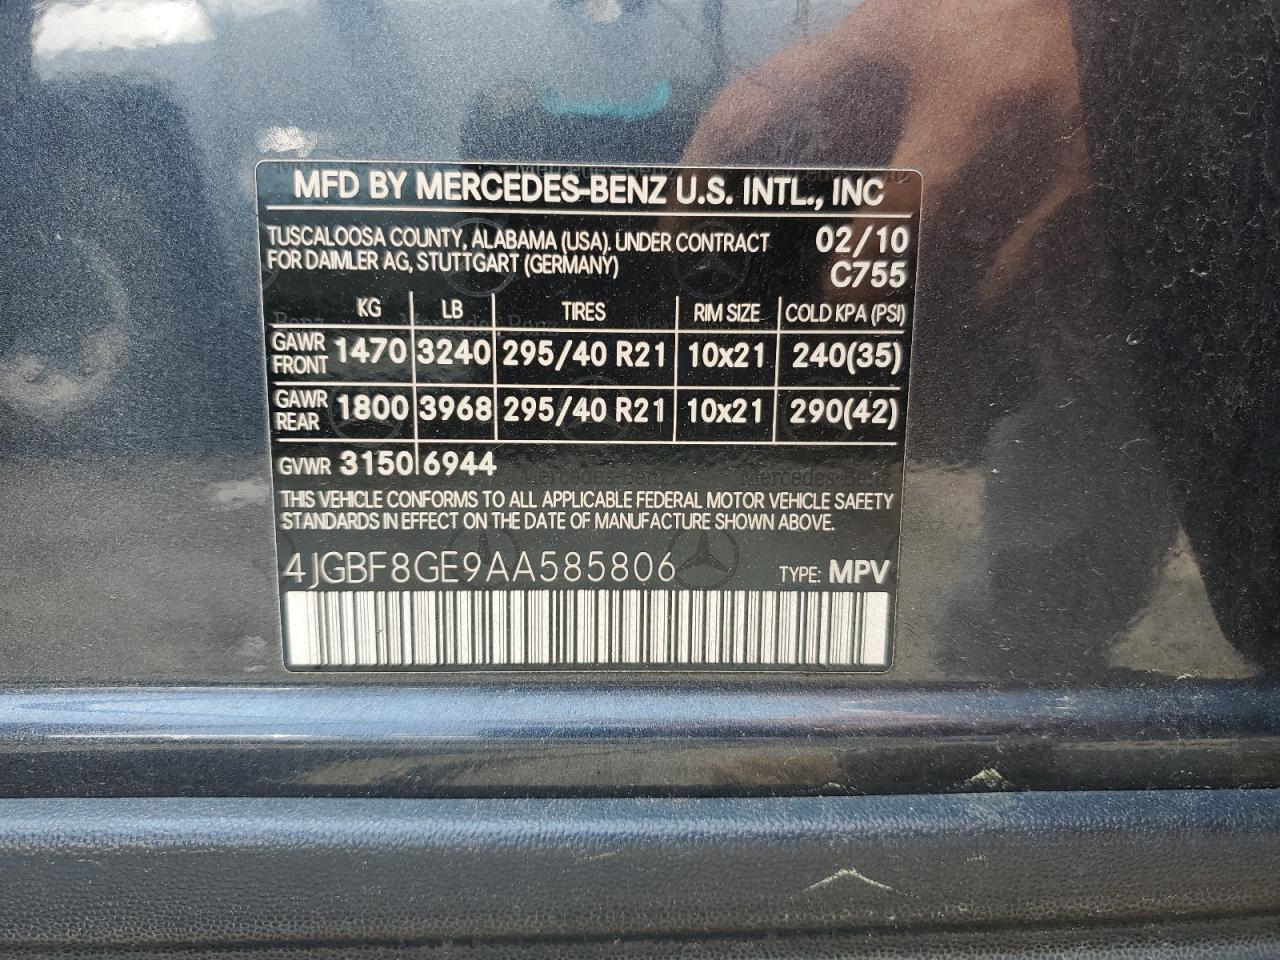 MFD BY MERCEDES-BENZ U.S. INTL., INC
TUSCALOOSA COUNTY, ALABAMA (USA), UNDER CONTRACT 02/10
FOR DAIMLER AG, STUTTGART (GERMANY) C755
KG LB TIRES RIM SIZE COLD KPA (PSI)
GAWR FRONT 1470 3240 295/40 R21 10x21 240(35)
GAWR REAR 1800 3968 295/40 R21 10x21 290(42)
GVWR 3150 6944
THIS VEHICLE CONFORMS TO ALL APPLICABLE FEDERAL MOTOR VEHICLE SAFETY
STANDARDS IN EFFECT ON THE DATE OF MANUFACTURE SHOWN ABOVE.
4JGBF8GE9AA585806 TYPE: MPV